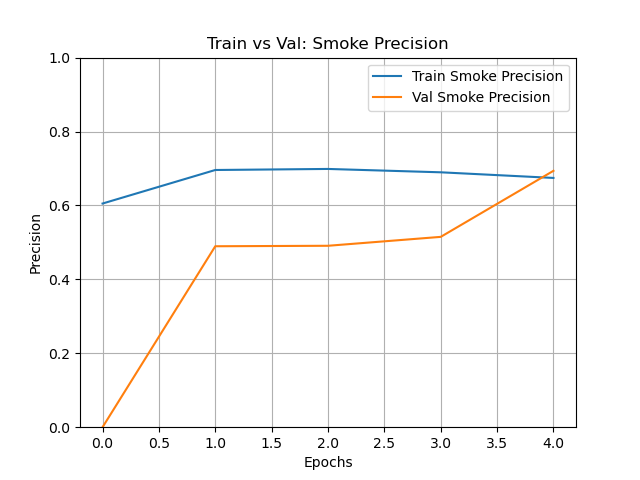 Train vs Val: Smoke Precision
Train Smoke Precision
Val Smoke Precision
1.0
0.8
0.6
0.4
0.2
0.0
Precision
0.0 0.5 1.0 1.5 2.0 2.5 3.0 3.5 4.0
Epochs